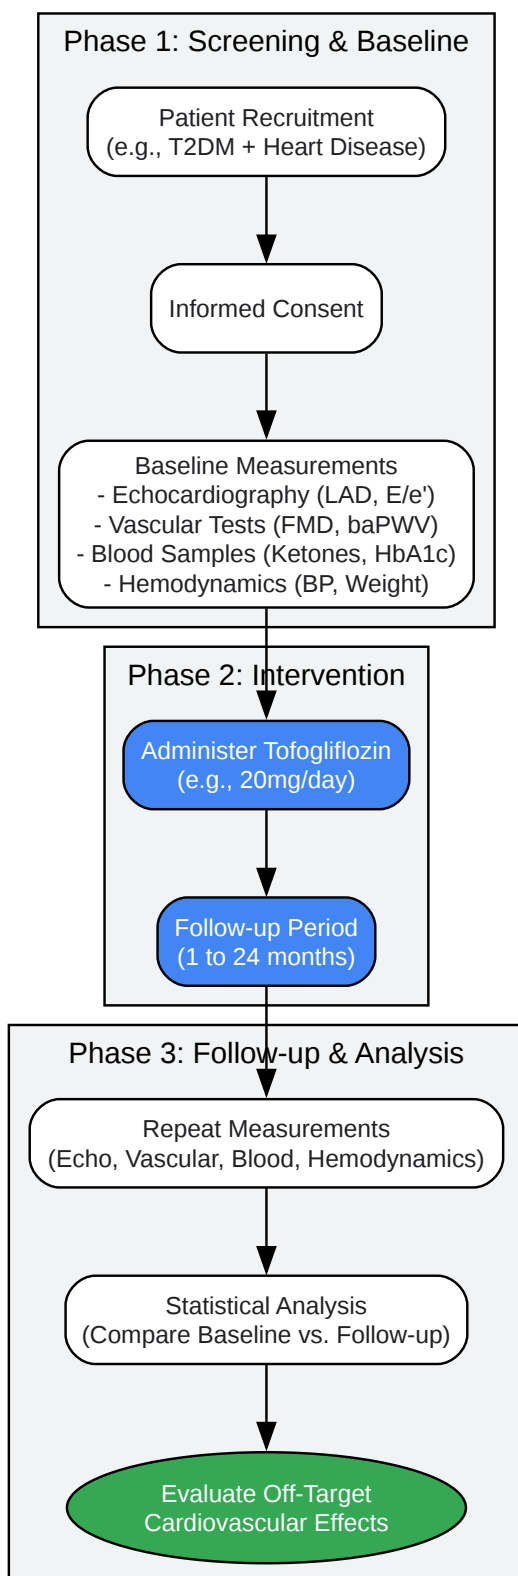 Phase 1: Screening & Baseline
Patient Recruitment
(e.g., T2DM + Heart Disease)
Informed Consent
Baseline Measurements
- Echocardiography (LAD, E/e')
- Vascular Tests (FMD, baPWV)
- Blood Samples (Ketones, HbA1c)
- Hemodynamics (BP, Weight)
Phase 2: Intervention
Administer Tofogliflozin
(e.g., 20mg/day)
Follow-up Period
(1 to 24 months)
Phase 3: Follow-up & Analysis
Repeat Measurements
(Echo, Vascular, Blood, Hemodynamics)
Statistical Analysis
(Compare Baseline vs. Follow-up)
Evaluate Off-Target
Cardiovascular Effects